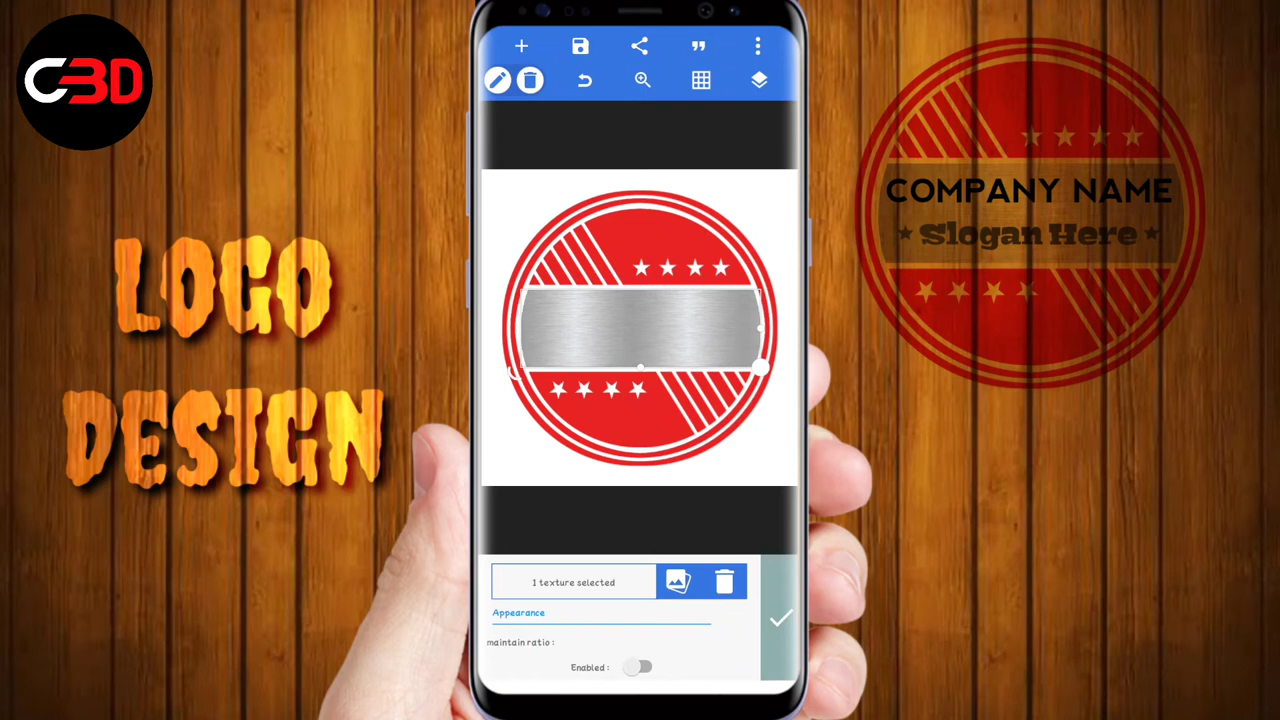 C3D
LOGO
DESIGN
COMPANY NAME
Slogan Here
1 texture selected
Appearance
maintain ratio :
Enabled :